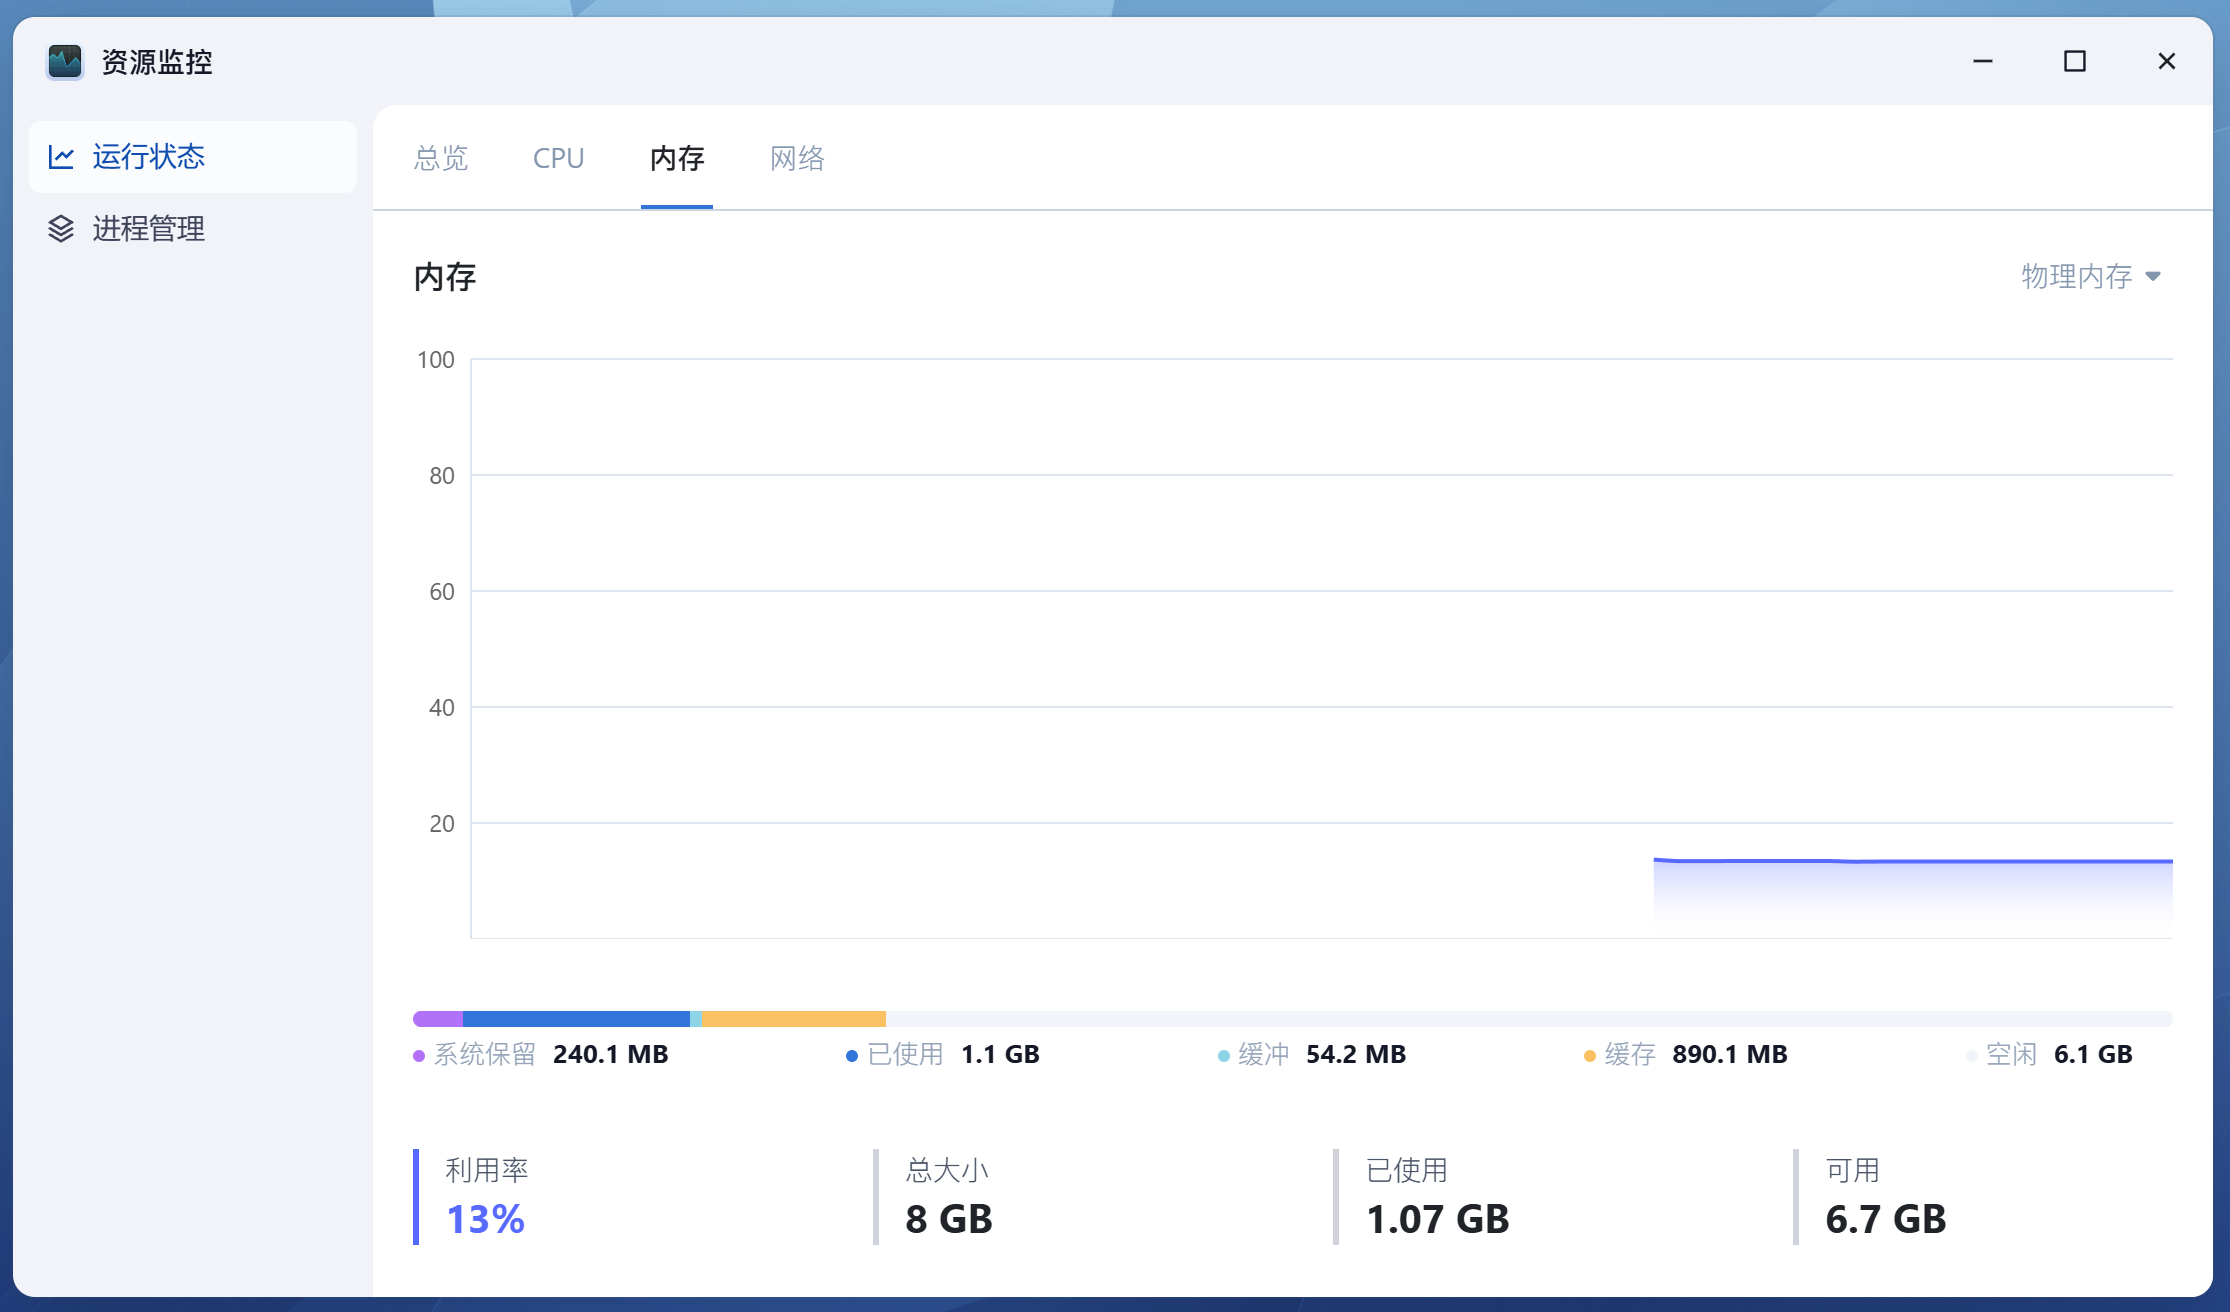 资源监控
运行状态
进程管理
总览 CPU 内存 网络
内存
物理内存
100
80
60
40
20
系统保留 240.1 MB 已使用 1.1 GB 缓冲 54.2 MB 缓存 890.1 MB 空闲 6.1 GB
利用率 总大小 已使用 可用
13% 8 GB 1.07 GB 6.7 GB